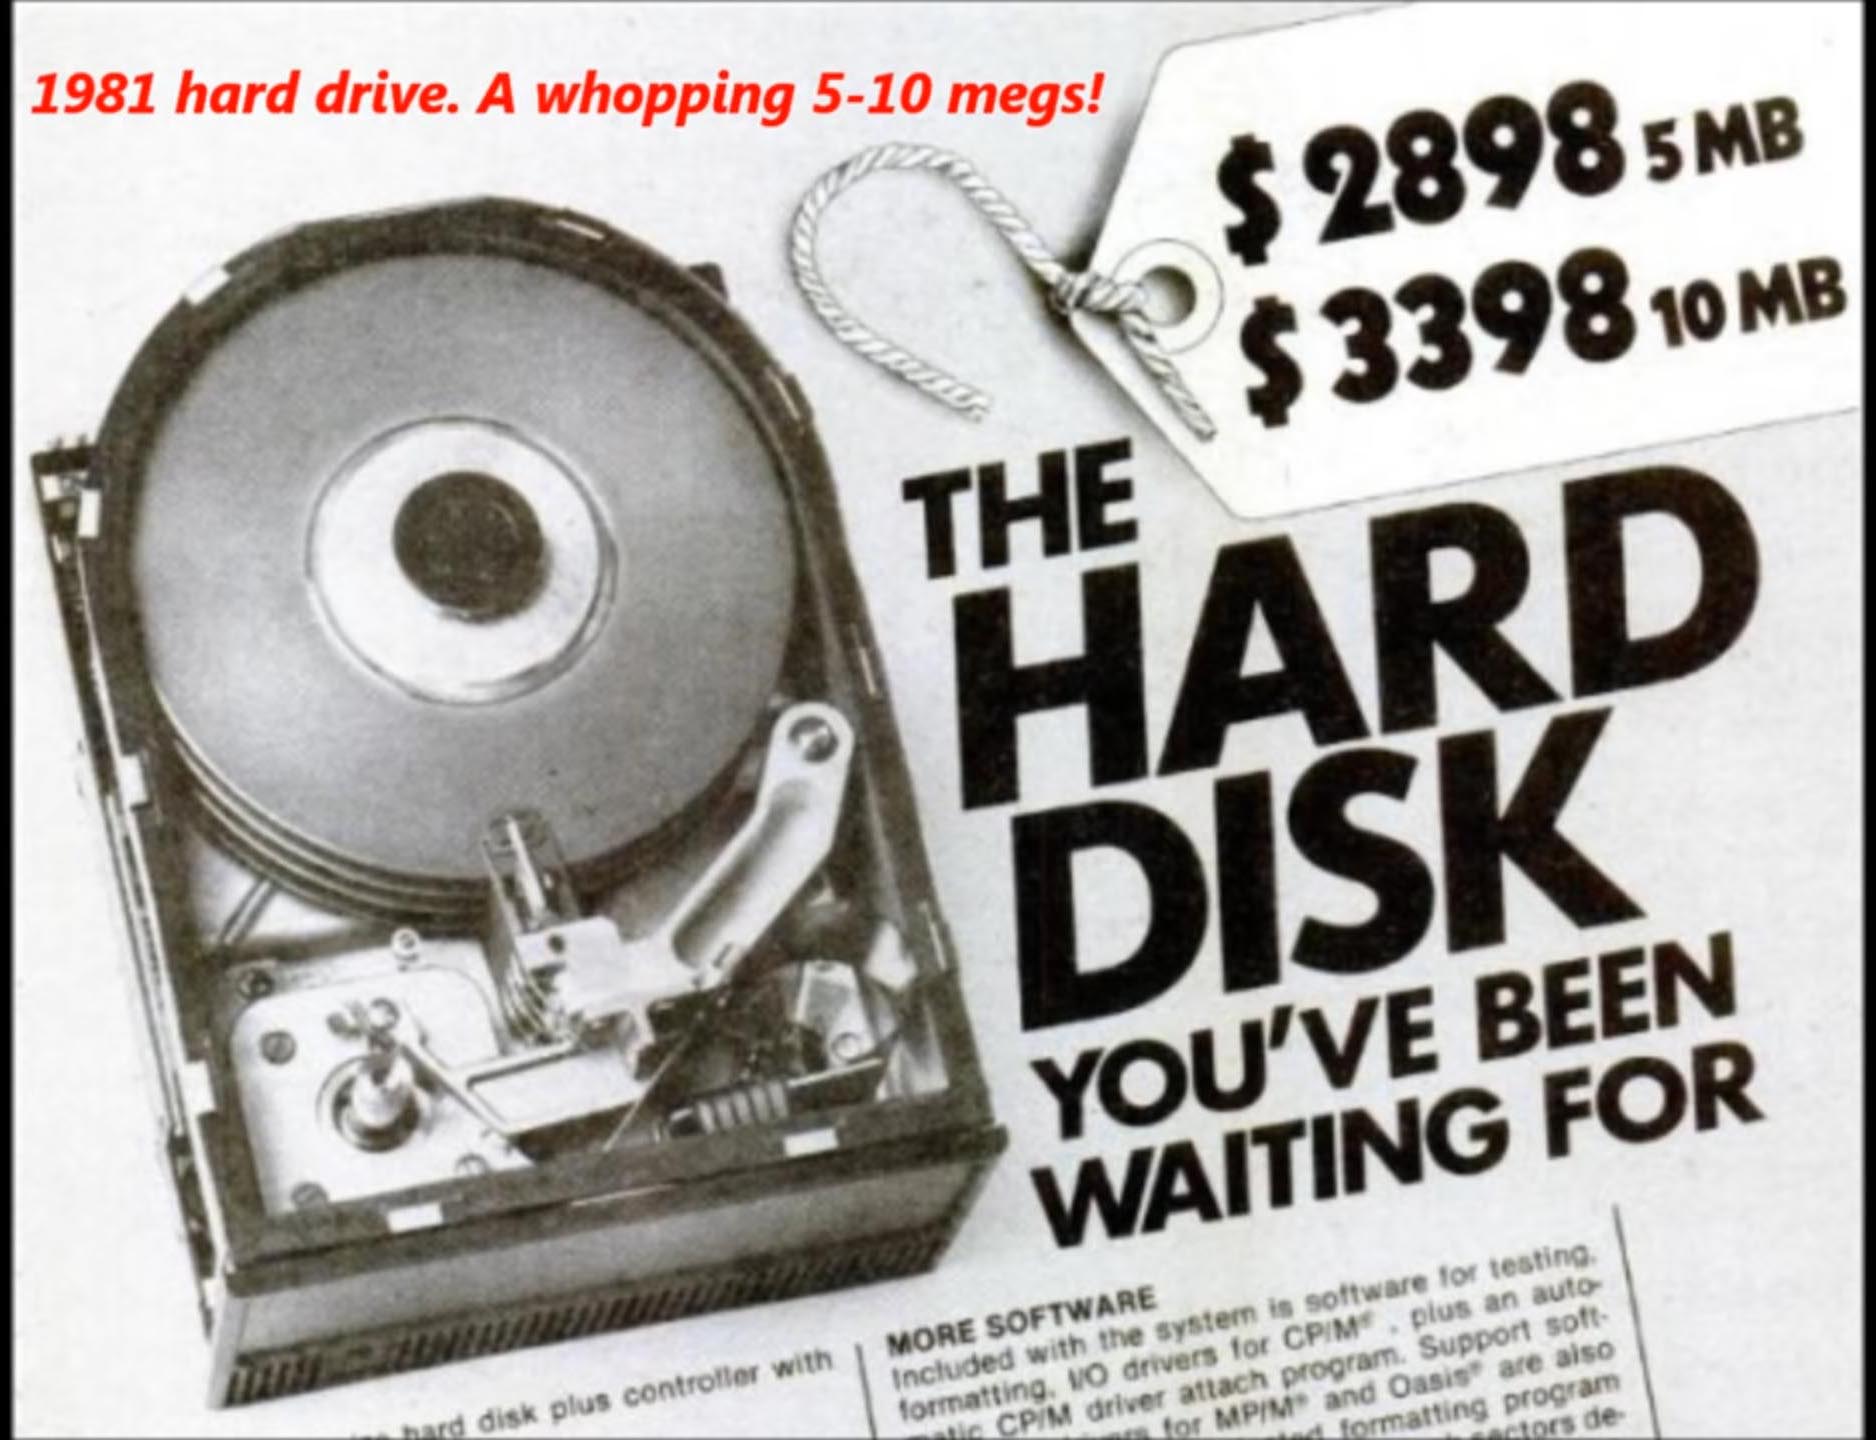 1981 hard drive. A whopping 5-10 megs!
$2898 5 MB
$3398 10 MB
THE
HARD
DISK
YOU'VE BEEN
WAITING FOR
hard disk plus controller with
MORE SOFTWARE
Included with the system is software for testing,
formatting, I/O drivers for CP/M®, plus an auto-
matic CP/M driver attach program. Support soft-
for MP/M® and Oasis® are also
formatting program
sectors de-